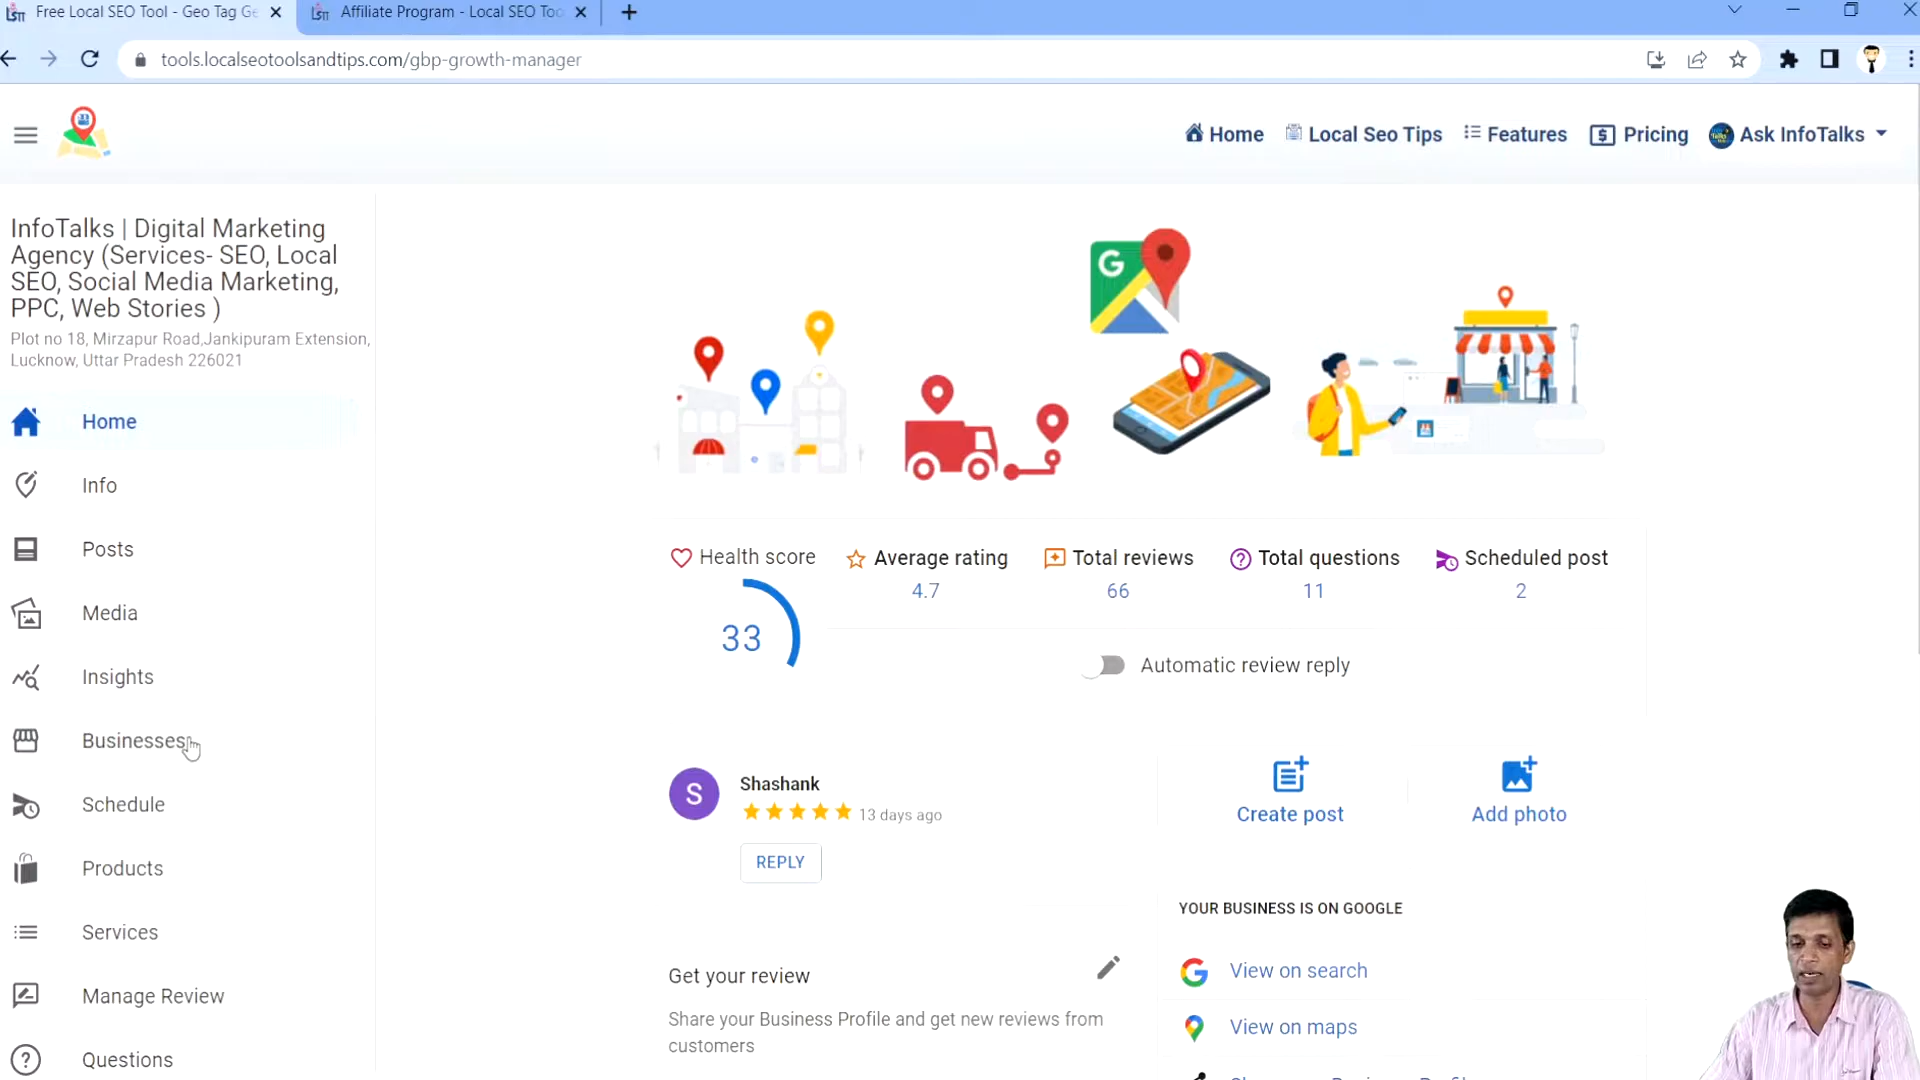 Free Local SEO Tool - Geo Tag Ge
Affiliate Program - Local SEO Too
tools.localseotoolsandtips.com/gbp-growth-manager
Home
Local Seo Tips
Features
Pricing
Ask InfoTalks
InfoTalks | Digital Marketing
Agency (Services- SEO, Local
SEO, Social Media Marketing,
PPC, Web Stories )
Plot no 18, Mirzapur Road,Jankipuram Extension,
Lucknow, Uttar Pradesh 226021
Home
Info
Posts
Media
Insights
Businesses
Schedule
Products
Services
Manage Review
Questions
G
Health score
33
Average rating
4.7
Total reviews
66
Total questions
11
Scheduled post
2
Automatic review reply
S
Shashank
13 days ago
REPLY
Create post
Add photo
Get your review
Share your Business Profile and get new reviews from
customers
YOUR BUSINESS IS ON GOOGLE
View on search
View on maps